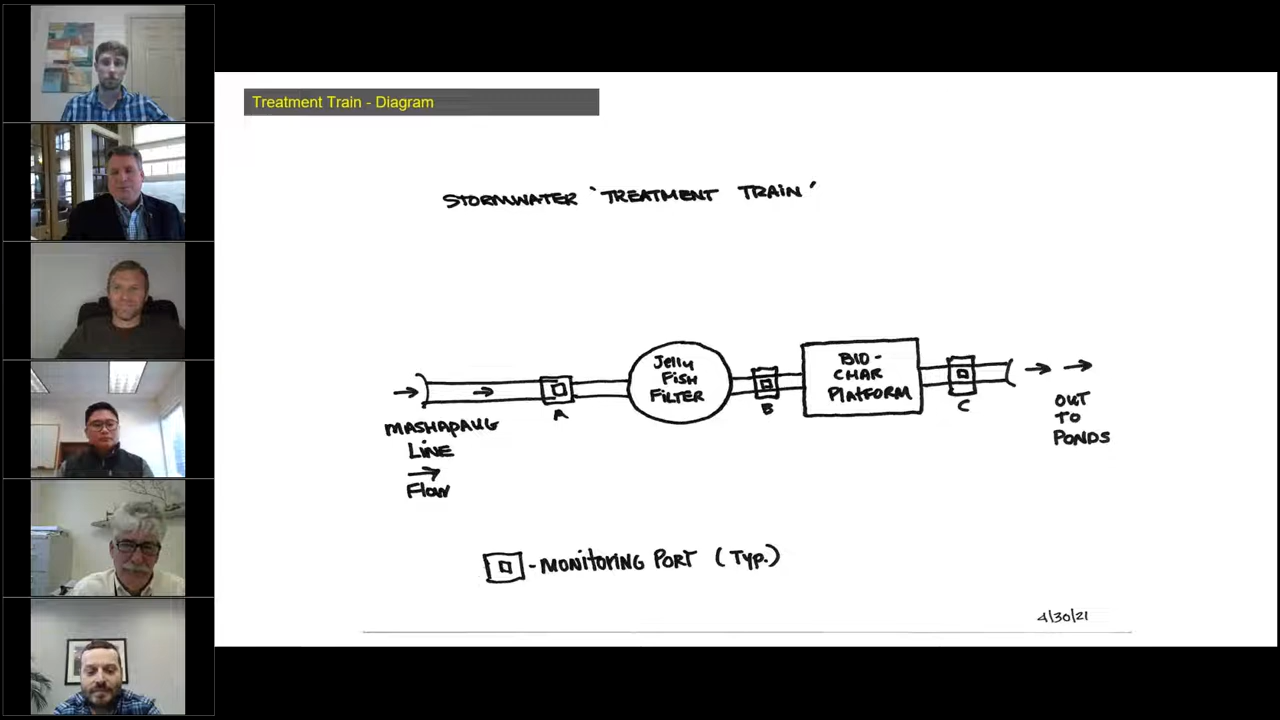 Treatment Train - Diagram
STORMWATER 'TREATMENT TRAIN'
Jelly
Fish
FILTER
BIO-
CHAR
PLATFORM
A
B
C
MASHAPAUG
LINE
Flow
OUT
TO
PONDS
- MONITORING PORT (Typ.)
4/30/21